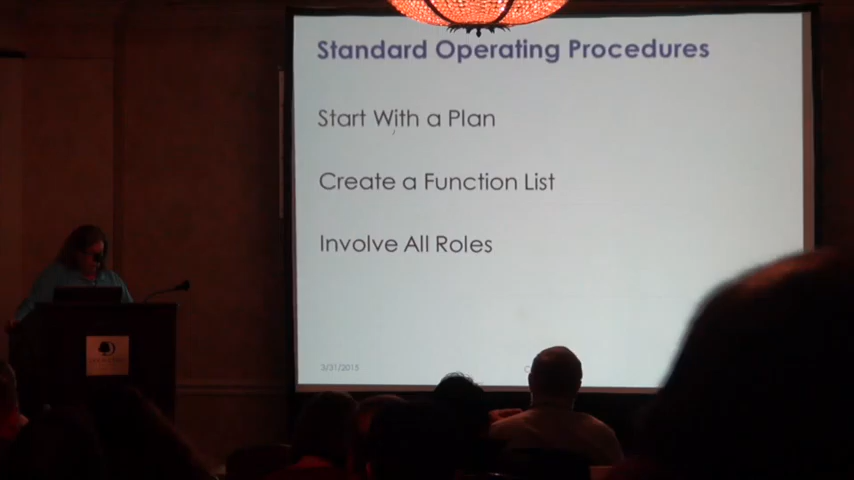 Standard Operating Procedures
Start With a Plan
Create a Function List
Involve All Roles
3/31/2015